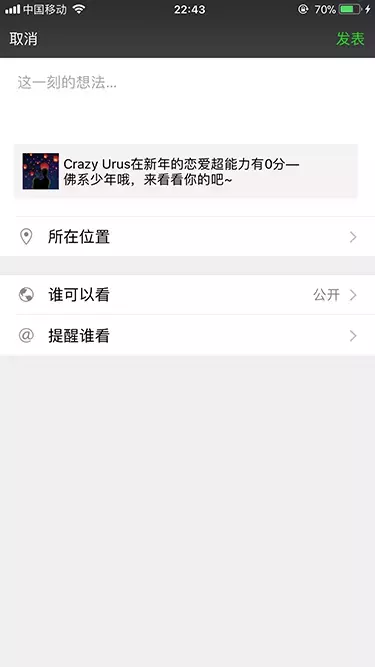 中国移动
22:43
70%
取消
发表
这一刻的想法...
Crazy Urus在新年的恋爱超能力有0分—
佛系少年哦，来看看你的吧~
所在位置
谁可以看
公开
@
提醒谁看